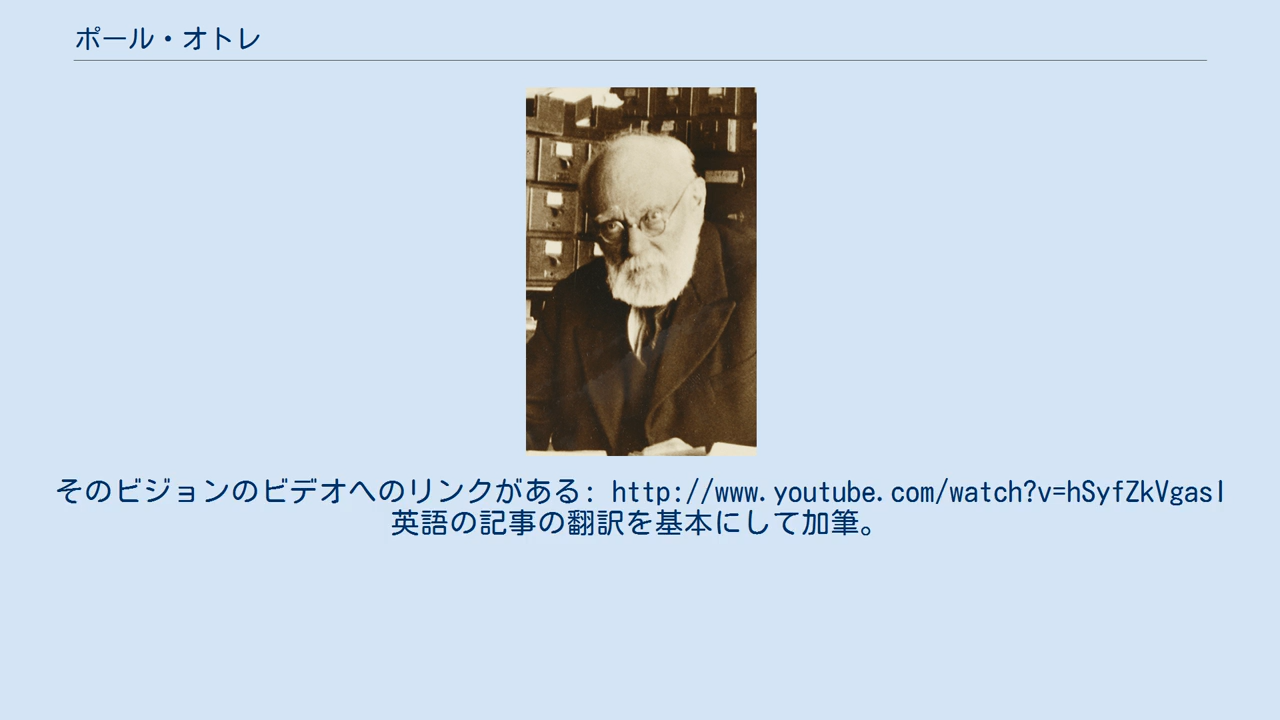 ポール・オトレ
そのビジョンのビデオへのリンクがある: http://www.youtube.com/watch?v=hSyfZkVgasI
英語の記事の翻訳を基本にして加筆。